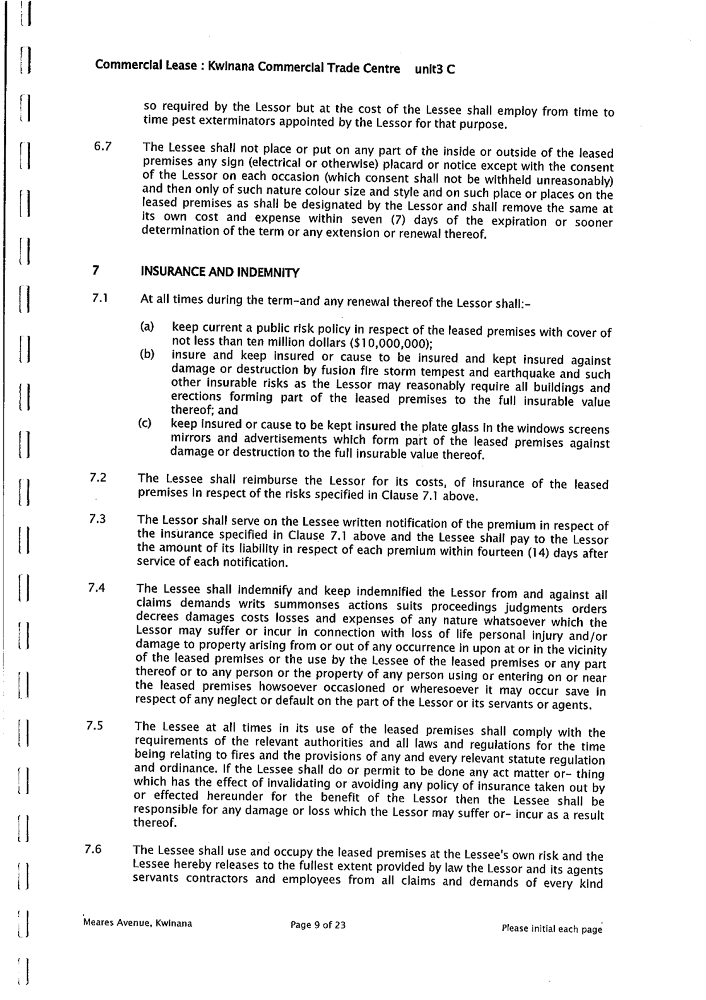 Commercial Lease : Kwinana Commercial Trade Centre unit3 C
so required by the Lessor but at the cost of the Lessee shall employ from time to
time pest exterminators appointed by the Lessor for that purpose.
6.7 The Lessee shall not place or put on any part of the inside or outside of the leased
premises any sign (electrical or otherwise) placard or notice except with the consent
of the Lessor on each occasion (which consent shall not be withheld unreasonably)
and then only of such nature colour size and style and on such place or places on the
leased premises as shall be designated by the Lessor and shall remove the same at
its own cost and expense within seven (7) days of the expiration or sooner
determination of the term or any extension or renewal thereof.
7 INSURANCE AND INDEMNITY
7.1 At all times during the term-and any renewal thereof the Lessor shall:-
(a) keep current a public risk policy in respect of the leased premises with cover of
not less than ten million dollars ($10,000,000);
(b) insure and keep insured or cause to be insured and kept insured against
damage or destruction by fusion fire storm tempest and earthquake and such
other insurable risks as the Lessor may reasonably require all buildings and
erections forming part of the leased premises to the full insurable value
thereof; and
(c) keep insured or cause to be kept insured the plate glass in the windows screens
mirrors and advertisements which form part of the leased premises against
damage or destruction to the full insurable value thereof.
7.2 The Lessee shall reimburse the Lessor for its costs, of insurance of the leased
premises in respect of the risks specified in Clause 7.1 above.
7.3 The Lessor shall serve on the Lessee written notification of the premium in respect of
the insurance specified in Clause 7.1 above and the Lessee shall pay to the Lessor
the amount of its liability in respect of each premium within fourteen (14) days after
service of each notification.
7.4 The Lessee shall indemnify and keep indemnified the Lessor from and against all
claims demands writs summonses actions suits proceedings judgments orders
decrees damages costs losses and expenses of any nature whatsoever which the
Lessor may suffer or incur in connection with loss of life personal injury and/or
damage to property arising from or out of any occurrence in upon at or in the vicinity
of the leased premises or the use by the Lessee of the leased premises or any part
thereof or to any person or the property of any person using or entering on or near
the leased premises howsoever occasioned or wheresoever it may occur save in
respect of any neglect or default on the part of the Lessor or its servants or agents.
7.5 The Lessee at all times in its use of the leased premises shall comply with the
requirements of the relevant authorities and all laws and regulations for the time
being relating to fires and the provisions of any and every relevant statute regulation
and ordinance. If the Lessee shall do or permit to be done any act matter or- thing
which has the effect of invalidating or avoiding any policy of insurance taken out by
or effected hereunder for the benefit of the Lessor then the Lessee shall be
responsible for any damage or loss which the Lessor may suffer or- incur as a result
thereof.
7.6 The Lessee shall use and occupy the leased premises at the Lessee's own risk and the
Lessee hereby releases to the fullest extent provided by law the Lessor and its agents
servants contractors and employees from all claims and demands of every kind
Meares Avenue, Kwinana Page 9 of 23 Please initial each page